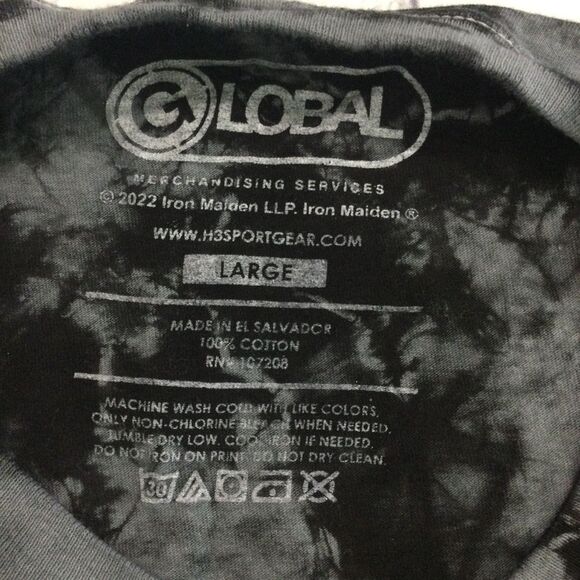 GLOBAL
MERCHANDISING SERVICES
© 2022 Iron Maiden LLP. Iron Maiden ®
WWW.H3SPORTGEAR.COM
LARGE
MADE IN EL SALVADOR
100% COTTON
RN# 107208
MACHINE WASH COLD WITH LIKE COLORS,
ONLY NON-CHLORINE BLEACH WHEN NEEDED.
TUMBLE DRY LOW. COOL IRON IF NEEDED.
DO NOT IRON ON PRINT. DO NOT DRY CLEAN.
30